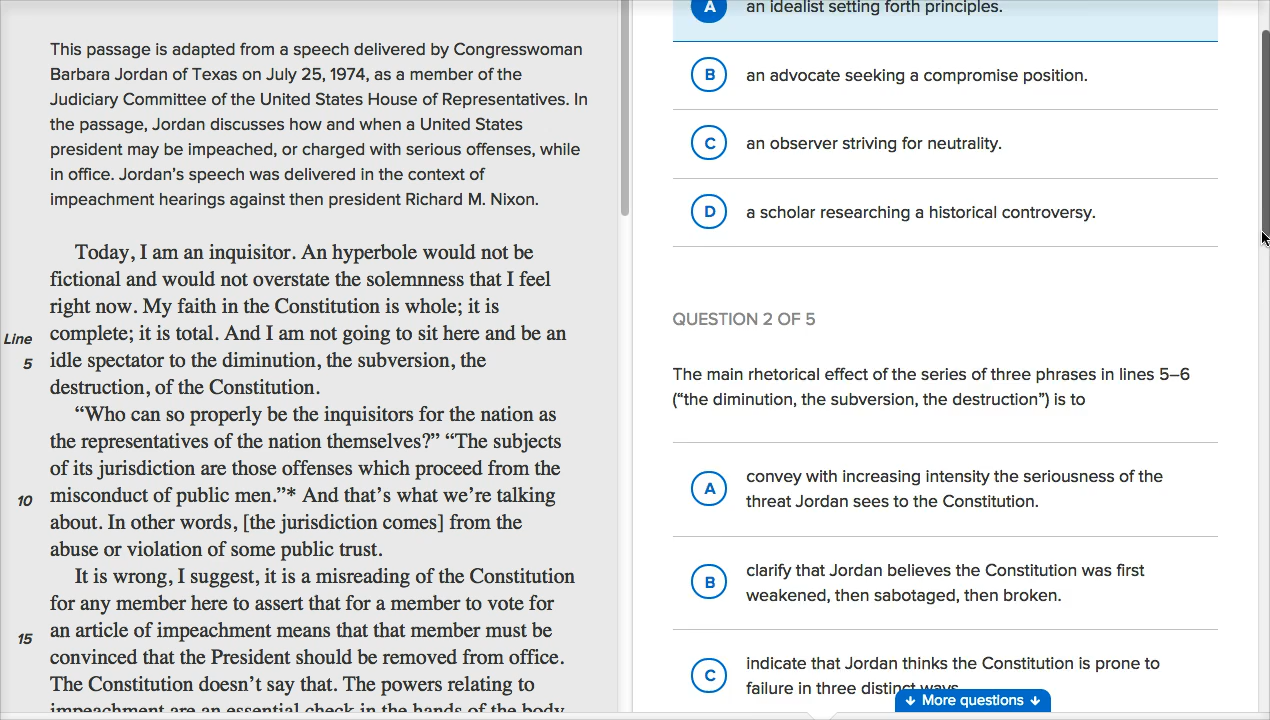 This passage is adapted from a speech delivered by Congresswoman
Barbara Jordan of Texas on July 25, 1974, as a member of the
Judiciary Committee of the United States House of Representatives. In
the passage, Jordan discusses how and when a United States
president may be impeached, or charged with serious offenses, while
in office. Jordan’s speech was delivered in the context of
impeachment hearings against then president Richard M. Nixon.
Today, I am an inquisitor. An hyperbole would not be
fictional and would not overstate the solemnness that I feel
right now. My faith in the Constitution is whole; it is
Line complete; it is total. And I am not going to sit here and be an
5 idle spectator to the diminution, the subversion, the
destruction, of the Constitution.
“Who can so properly be the inquisitors for the nation as
the representatives of the nation themselves?” “The subjects
of its jurisdiction are those offenses which proceed from the
10 misconduct of public men.”* And that’s what we’re talking
about. In other words, [the jurisdiction comes] from the
abuse or violation of some public trust.
It is wrong, I suggest, it is a misreading of the Constitution
for any member here to assert that for a member to vote for
15 an article of impeachment means that that member must be
convinced that the President should be removed from office.
The Constitution doesn’t say that. The powers relating to
impeachment are an essential check in the hands of the body
A an idealist setting forth principles.
B an advocate seeking a compromise position.
C an observer striving for neutrality.
D a scholar researching a historical controversy.
QUESTION 2 OF 5
The main rhetorical effect of the series of three phrases in lines 5–6
(“the diminution, the subversion, the destruction”) is to
A convey with increasing intensity the seriousness of the
threat Jordan sees to the Constitution.
B clarify that Jordan believes the Constitution was first
weakened, then sabotaged, then broken.
C indicate that Jordan thinks the Constitution is prone to
failure in three distinct ways.
↓ More questions ↓